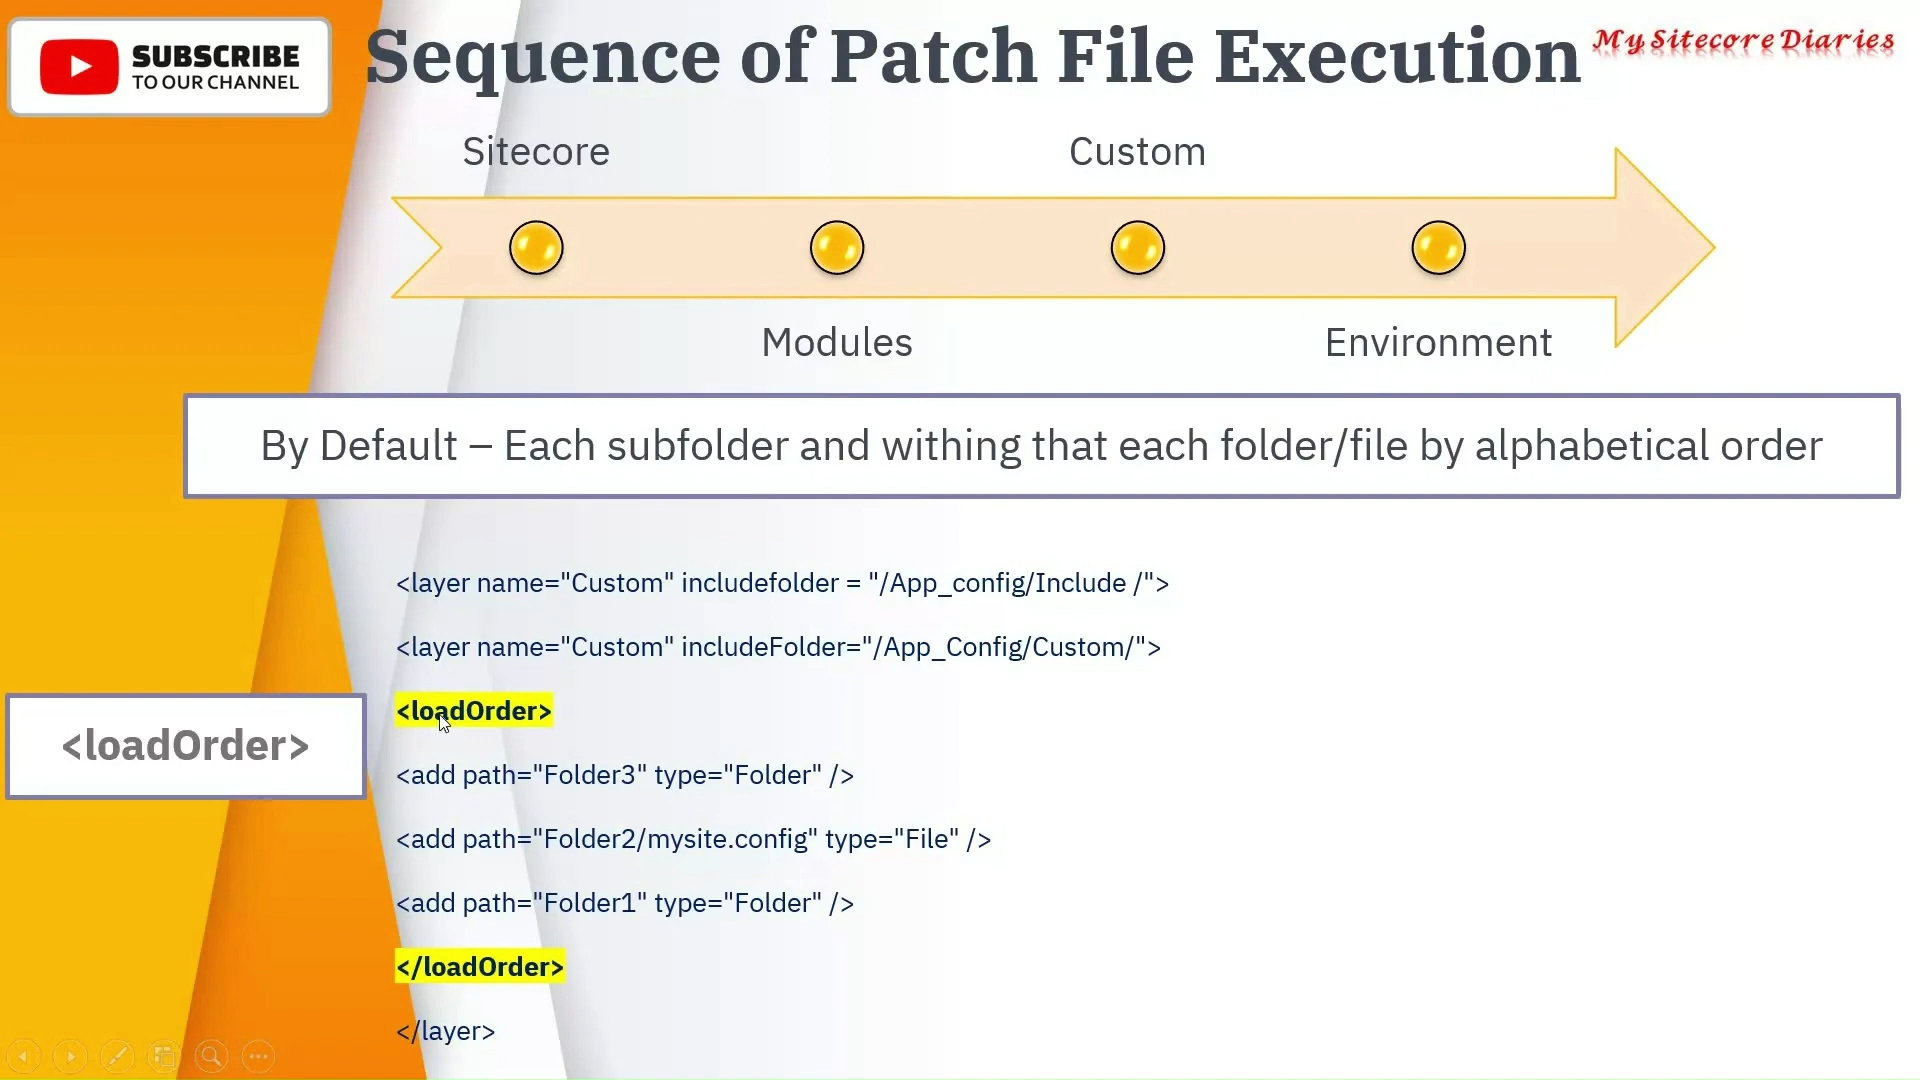 SUBSCRIBE
TO OUR CHANNEL
Sequence of Patch File Execution
My Sitecore Diaries
Sitecore
Custom
Modules
Environment
By Default – Each subfolder and withing that each folder/file by alphabetical order
<layer name="Custom" includefolder = "/App_config/Include /">
<layer name="Custom" includeFolder="/App_Config/Custom/">
<loadOrder>
<loadOrder>
<add path="Folder3" type="Folder" />
<add path="Folder2/mysite.config" type="File" />
<add path="Folder1" type="Folder" />
</loadOrder>
</layer>